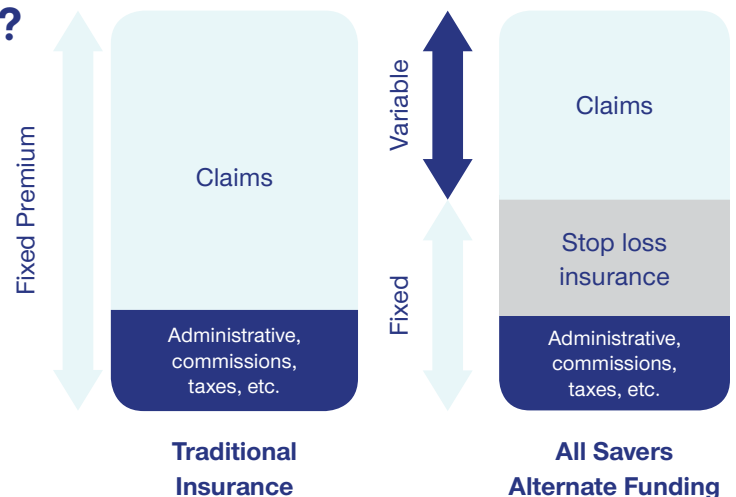 ?
Fixed Premium
Claims
Administrative,
commissions,
taxes, etc.
Traditional
Insurance
Variable
Fixed
Claims
Stop loss
insurance
Administrative,
commissions,
taxes, etc.
All Savers
Alternate Funding